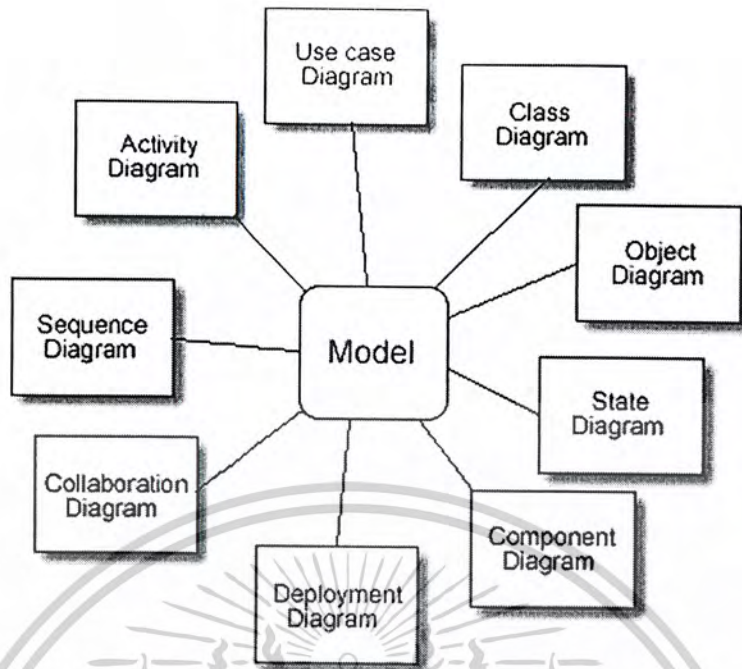 Use case
Diagram
Class
Diagram
Activity
Diagram
Object
Diagram
Sequence
Diagram
Model
State
Diagram
Collaboration
Diagram
Component
Diagram
Deployment
Diagram